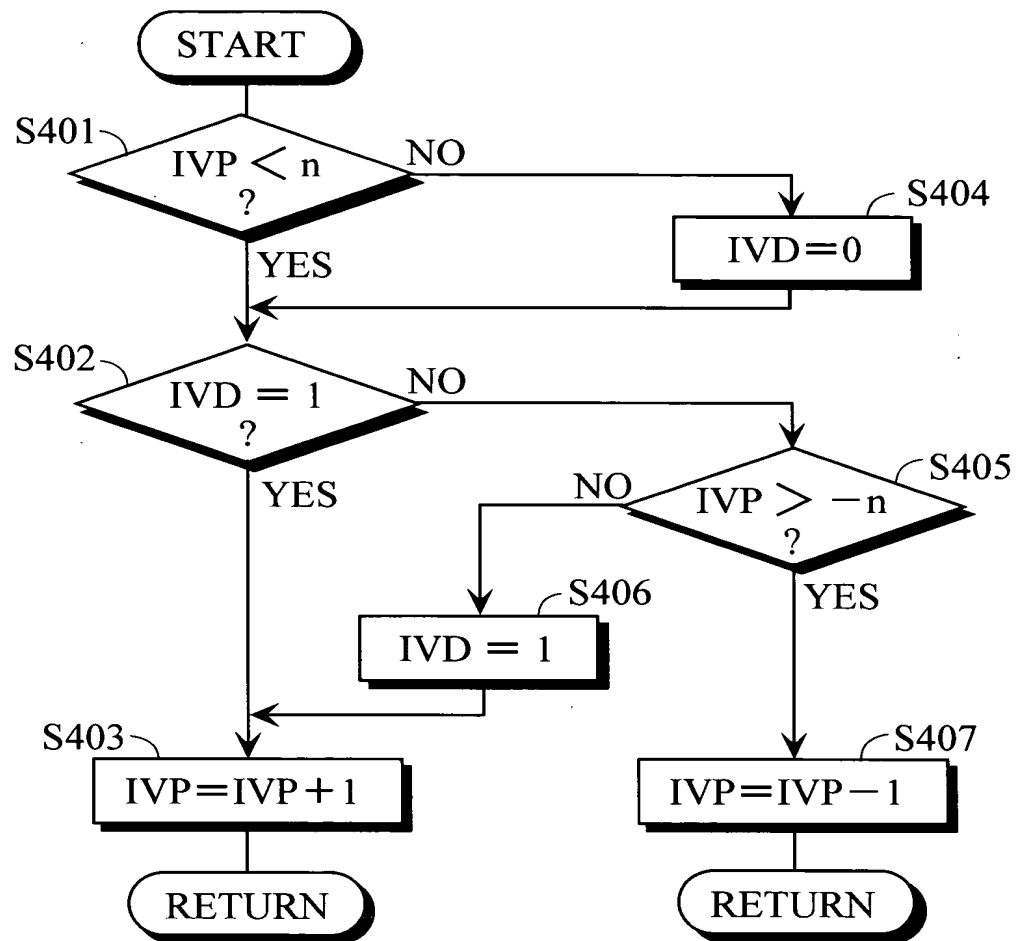 START
S401
IVP < n
?
NO
YES
S404
IVD=0
S402
IVD = 1
?
NO
YES
S405
IVP > −n
?
NO
YES
S406
IVD = 1
S403
IVP=IVP+1
S407
IVP=IVP−1
RETURN
RETURN